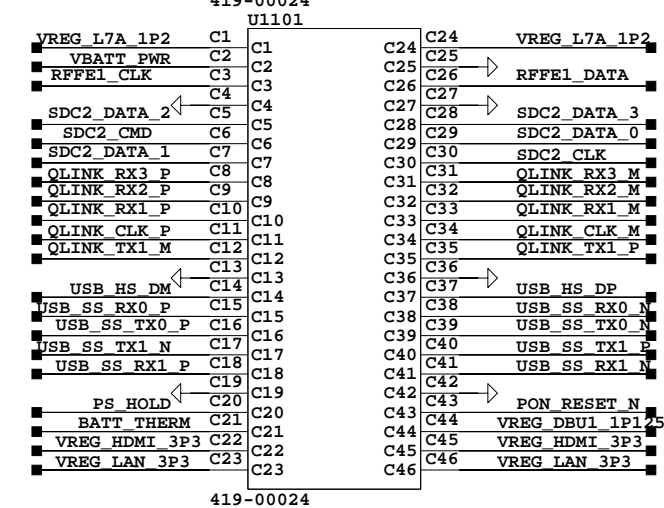 419-00024
U1101
VREG_L7A_1P2 C1 C1 C24 C24 VREG_L7A_1P2
VBATT_PWR C2 C2 C25 C25
RFFE1_CLK C3 C3 C26 C26 RFFE1_DATA
C4 C4 C27 C27
SDC2_DATA_2 C5 C5 C28 C28 SDC2_DATA_3
SDC2_CMD C6 C6 C29 C29 SDC2_DATA_0
SDC2_DATA_1 C7 C7 C30 C30 SDC2_CLK
QLINK_RX3_P C8 C8 C31 C31 QLINK_RX3_M
QLINK_RX2_P C9 C9 C32 C32 QLINK_RX2_M
QLINK_RX1_P C10 C10 C33 C33 QLINK_RX1_M
QLINK_CLK_P C11 C11 C34 C34 QLINK_CLK_M
QLINK_TX1_M C12 C12 C35 C35 QLINK_TX1_P
C13 C13 C36 C36
USB_HS_DM C14 C14 C37 C37 USB_HS_DP
USB_SS_RX0_P C15 C15 C38 C38 USB_SS_RX0_N
USB_SS_TX0_P C16 C16 C39 C39 USB_SS_TX0_N
USB_SS_TX1_N C17 C17 C40 C40 USB_SS_TX1_P
USB_SS_RX1_P C18 C18 C41 C41 USB_SS_RX1_N
C19 C19 C42 C42
PS_HOLD C20 C20 C43 C43 PON_RESET_N
BATT_THERM C21 C21 C44 C44 VREG_DBU1_1P125
VREG_HDMI_3P3 C22 C22 C45 C45 VREG_HDMI_3P3
VREG_LAN_3P3 C23 C23 C46 C46 VREG_LAN_3P3
419-00024